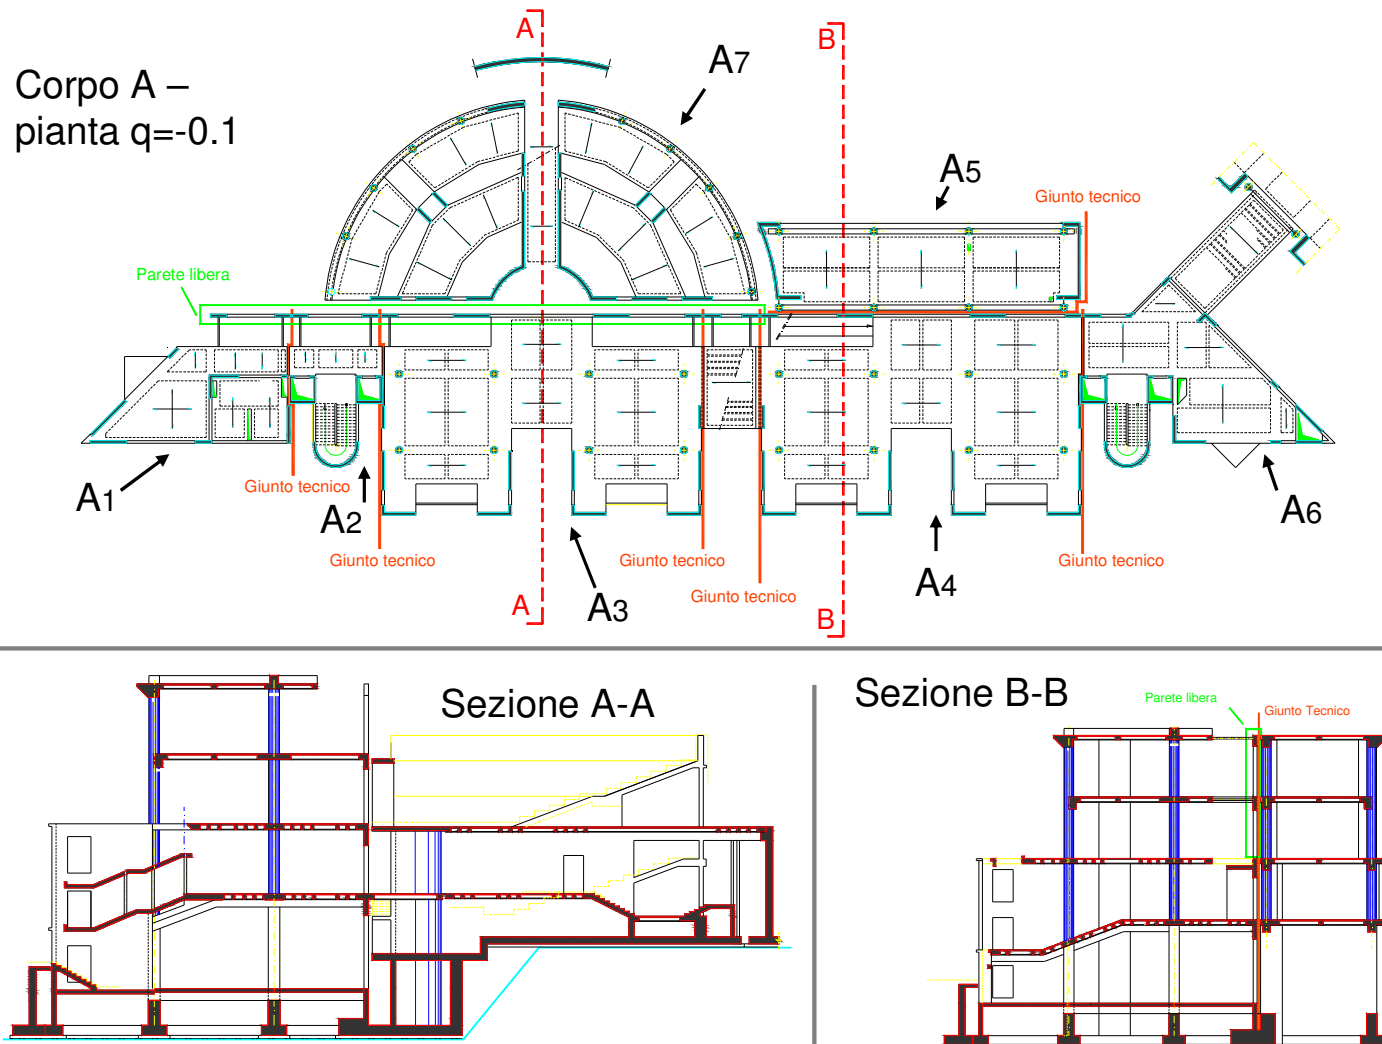 Corpo A –
pianta q=-0.1
A
B
A7
A5
Giunto tecnico
Parete libera
A1
Giunto tecnico
A2
Giunto tecnico
A3
Giunto tecnico
Giunto tecnico
A4
Giunto tecnico
A6
A
B
Sezione A-A
Sezione B-B
Parete libera
Giunto Tecnico